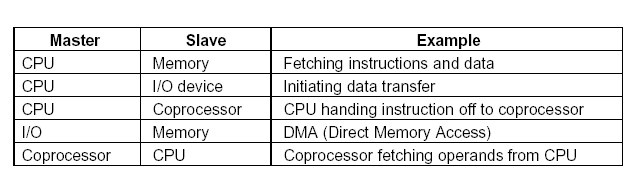 Master Slave Example
CPU Memory Fetching instructions and data
CPU I/O device Initiating data transfer
CPU Coprocessor CPU handing instruction off to coprocessor
I/O Memory DMA (Direct Memory Access)
Coprocessor CPU Coprocessor fetching operands from CPU